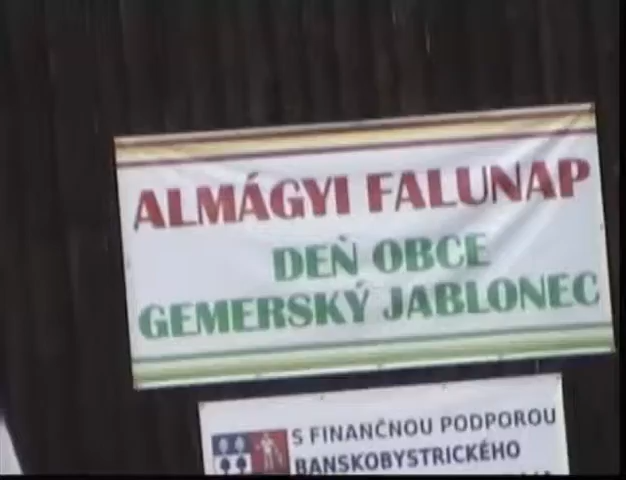 ALMÁGYI FALUNAP
DEŇ OBCE
GEMERSKÝ JABLONEC
S FINANČNOU PODPOROU
BANSKOBYSTRICKÉHO